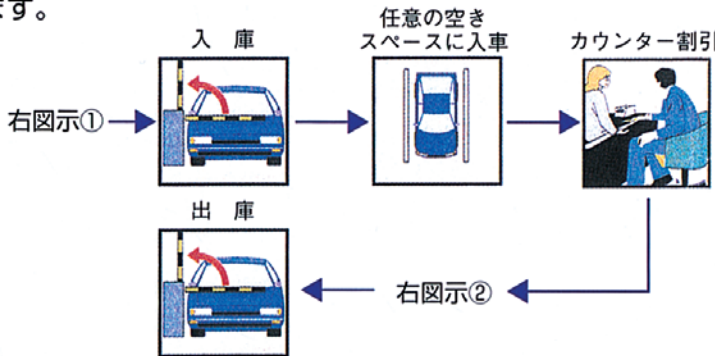 ます。
入 庫
任意の空き
スペースに入車
カウンター割引
右図示①
出 庫
右図示②